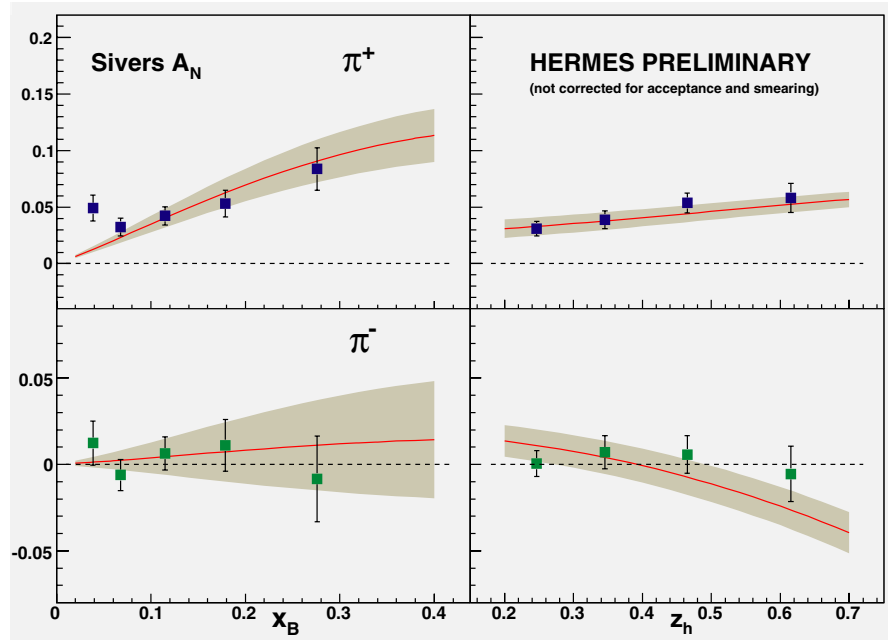 Sivers A_N
π+
HERMES PRELIMINARY
(not corrected for acceptance and smearing)
0.2
0.15
0.1
0.05
0
π-
0.05
0
-0.05
0 0.1 0.2 0.3 0.4
0.2 0.3 0.4 0.5 0.6 0.7
x_B
z_h